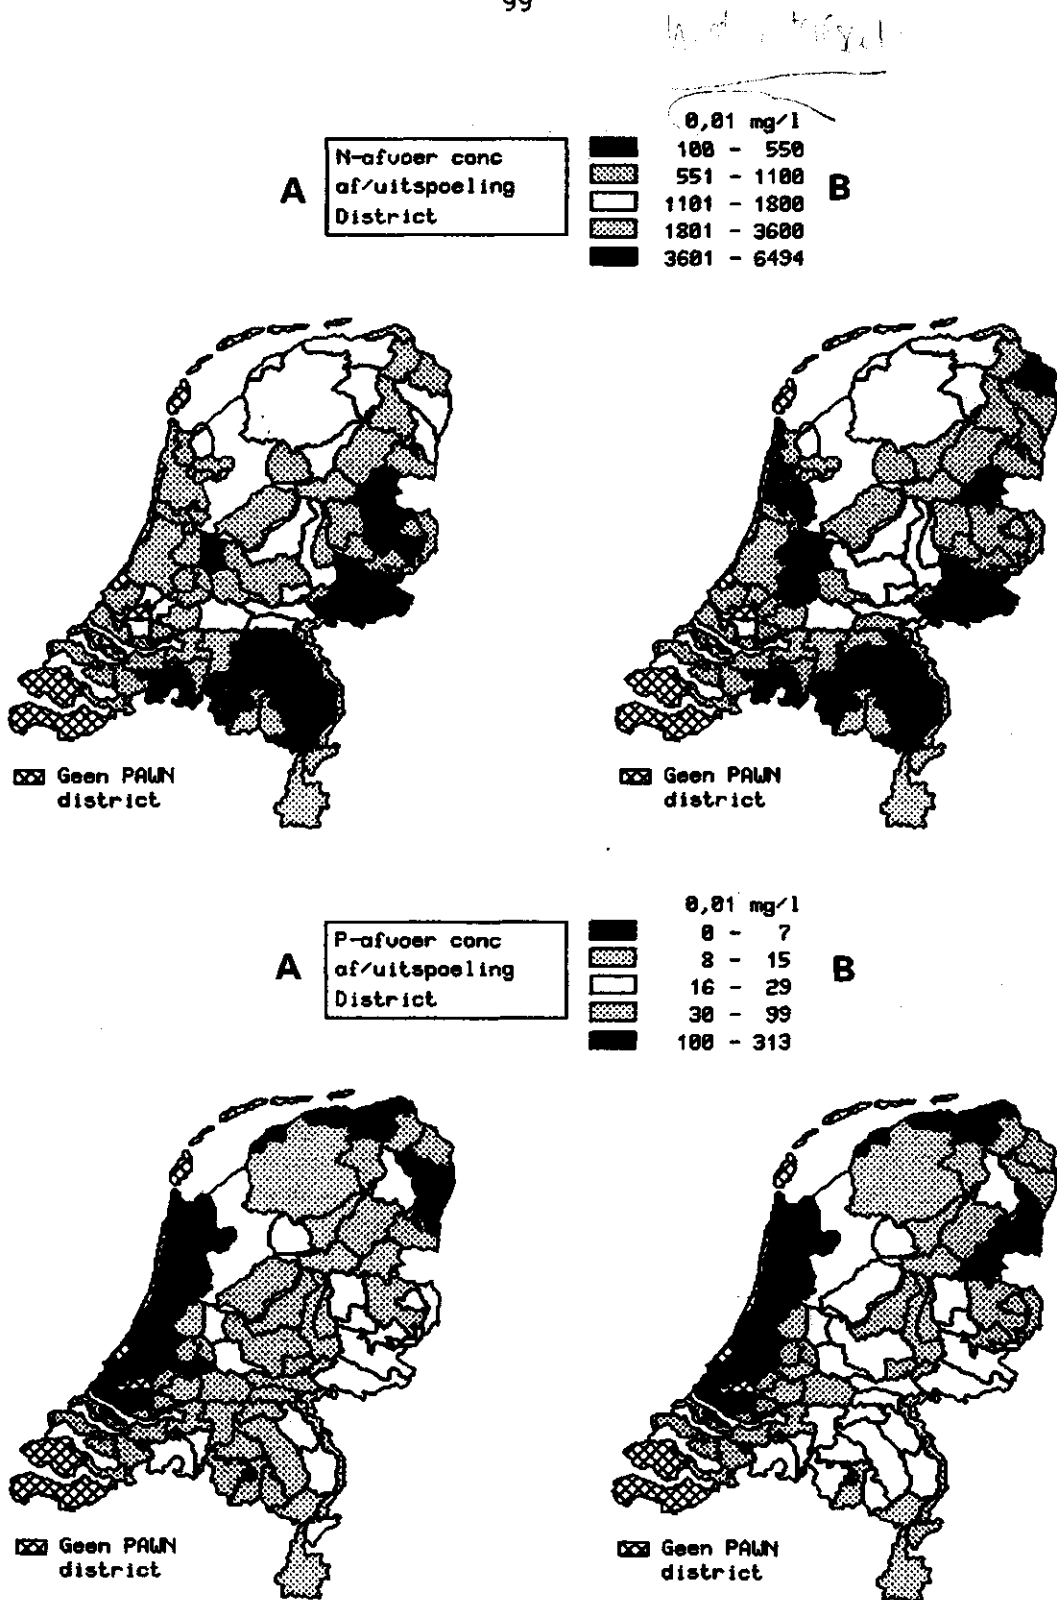 99
0,01 mg/l
A
N-afvoer conc
af/uitspoeling
District
100 - 550
551 - 1100
1101 - 1800
1801 - 3600
3601 - 6494
B
Geen PAWN
district
Geen PAWN
district
0,01 mg/l
A
P-afvoer conc
af/uitspoeling
District
0 - 7
8 - 15
16 - 29
30 - 99
100 - 313
B
Geen PAWN
district
Geen PAWN
district